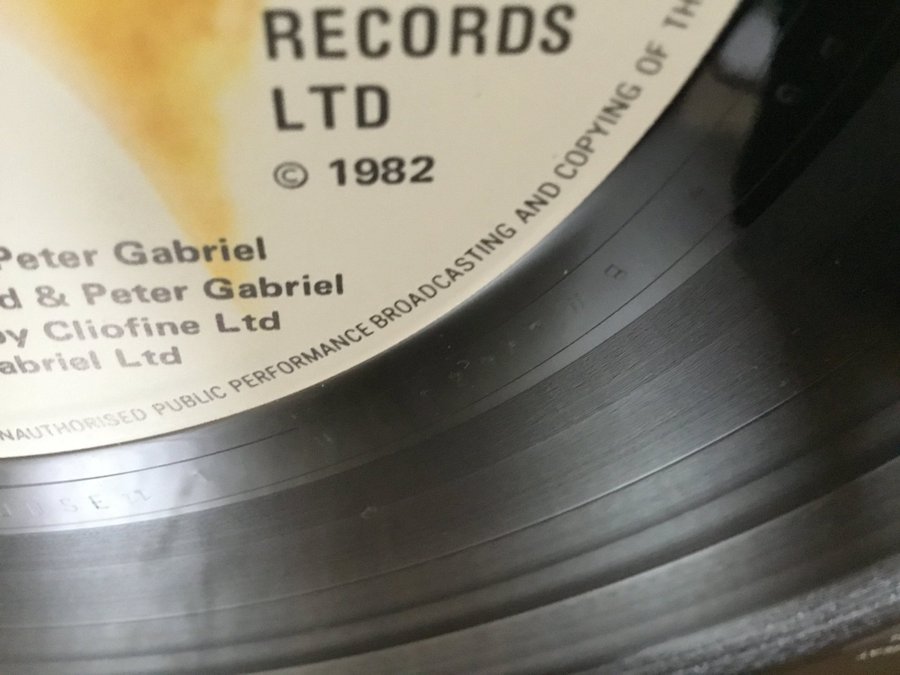 RECORDS
LTD
© 1982
Peter Gabriel
d & Peter Gabriel
by Cliofine Ltd
abriel Ltd
NAUTHORISED PUBLIC PERFORMANCE BROADCASTING AND COPYING OF TH